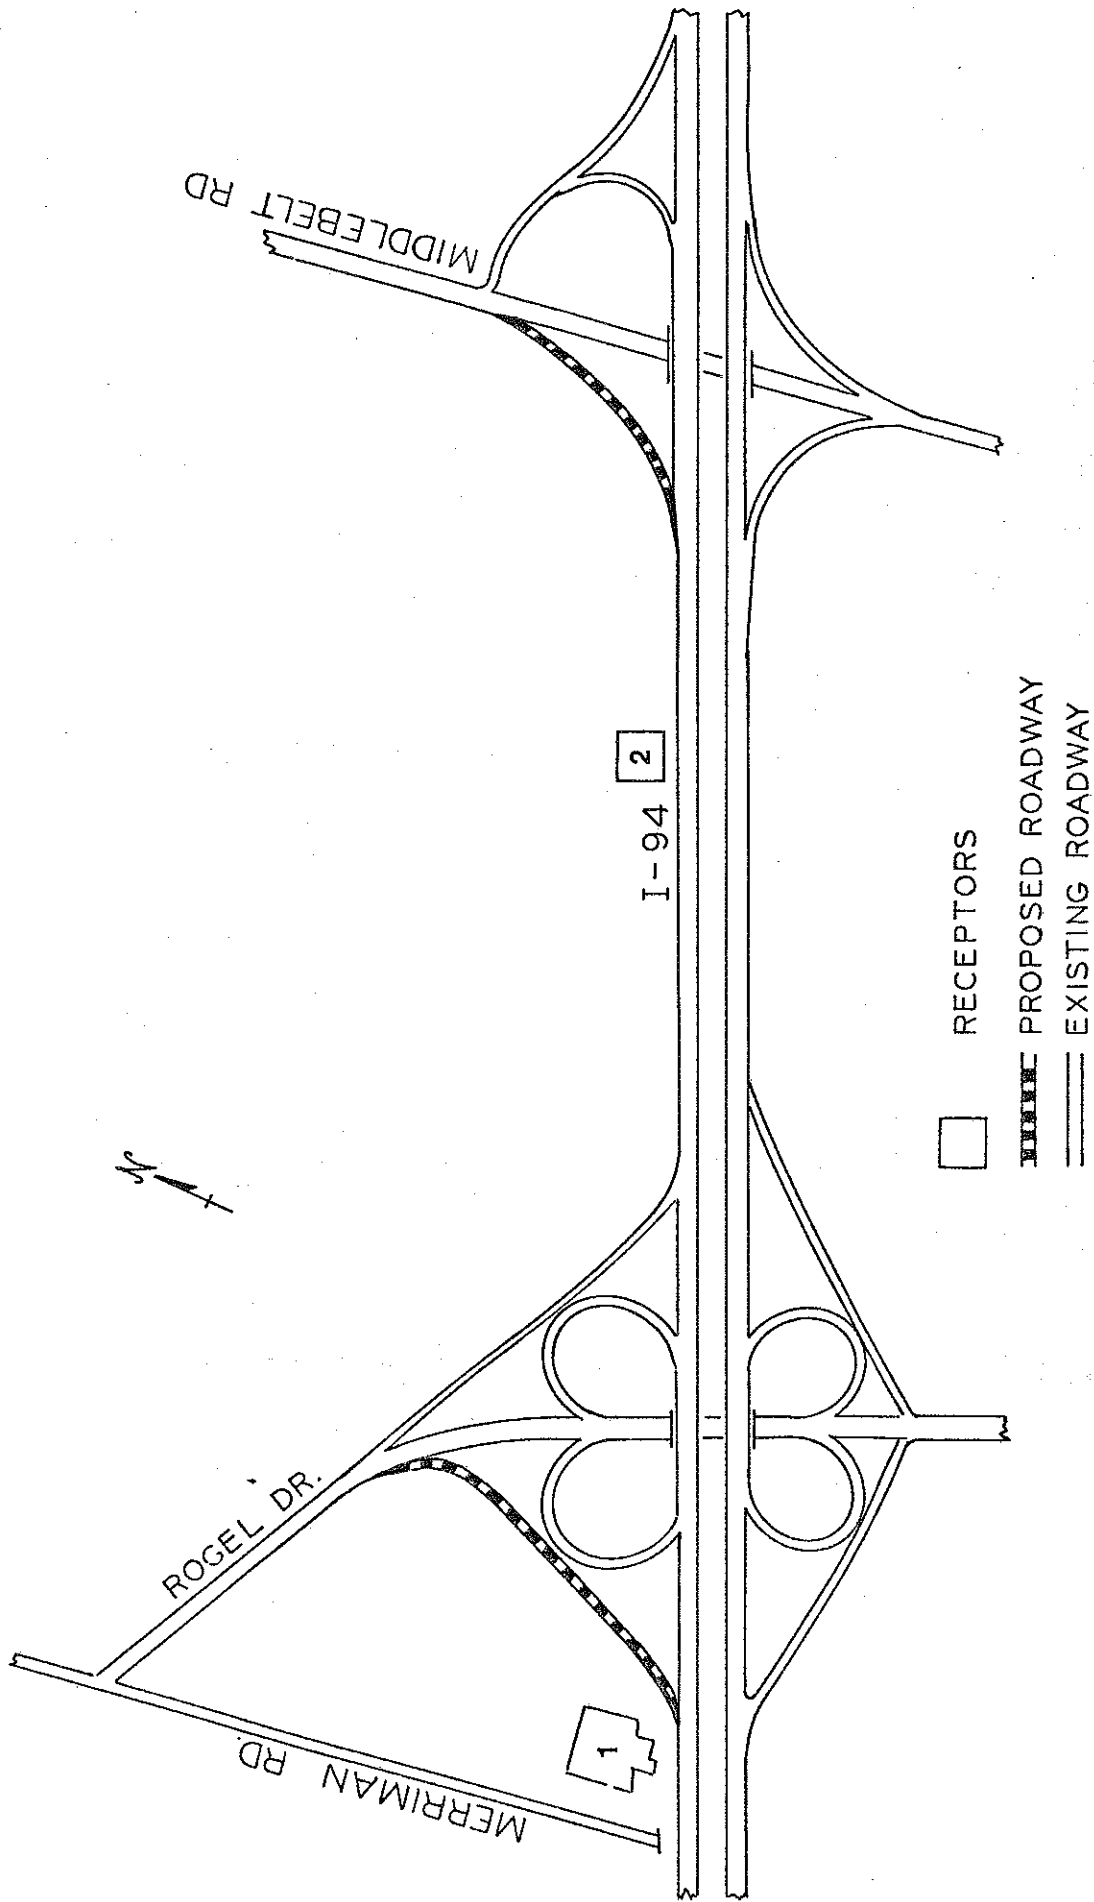 MIDDLEBELT RD
I-94
2
N
ROGEL DR.
MERRIMAN RD.
1
RECEPTORS
PROPOSED ROADWAY
EXISTING ROADWAY